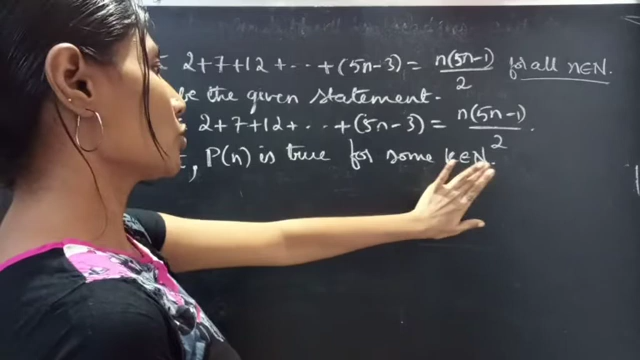 2+7+12+...+(5n-3) = n(5n-1)/2 for all n∈N.
be the given statement.
2+7+12+...+(5n-3) = n(5n-1)/2.
, P(n) is true for some k∈N.